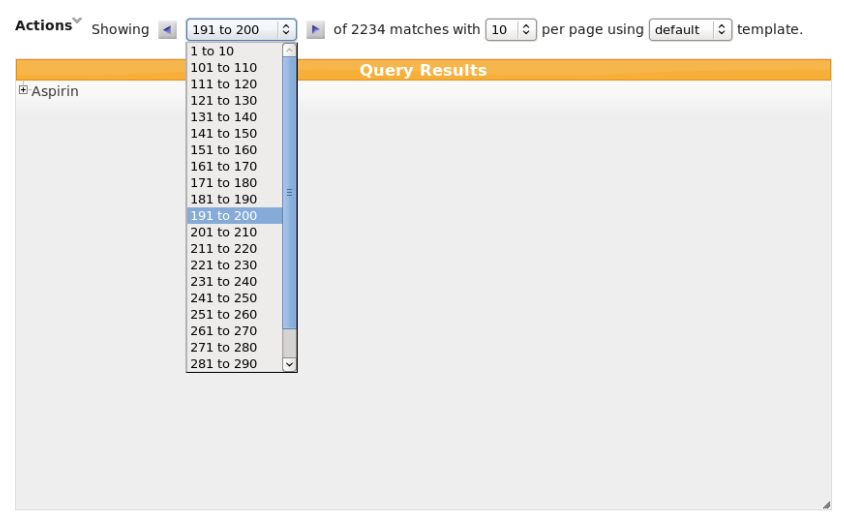 Actions Showing 191 to 200 of 2234 matches with 10 per page using default template.
1 to 10
101 to 110
111 to 120
121 to 130
131 to 140
141 to 150
151 to 160
161 to 170
171 to 180
181 to 190
191 to 200
201 to 210
211 to 220
221 to 230
231 to 240
241 to 250
251 to 260
261 to 270
271 to 280
281 to 290
Query Results
Aspirin